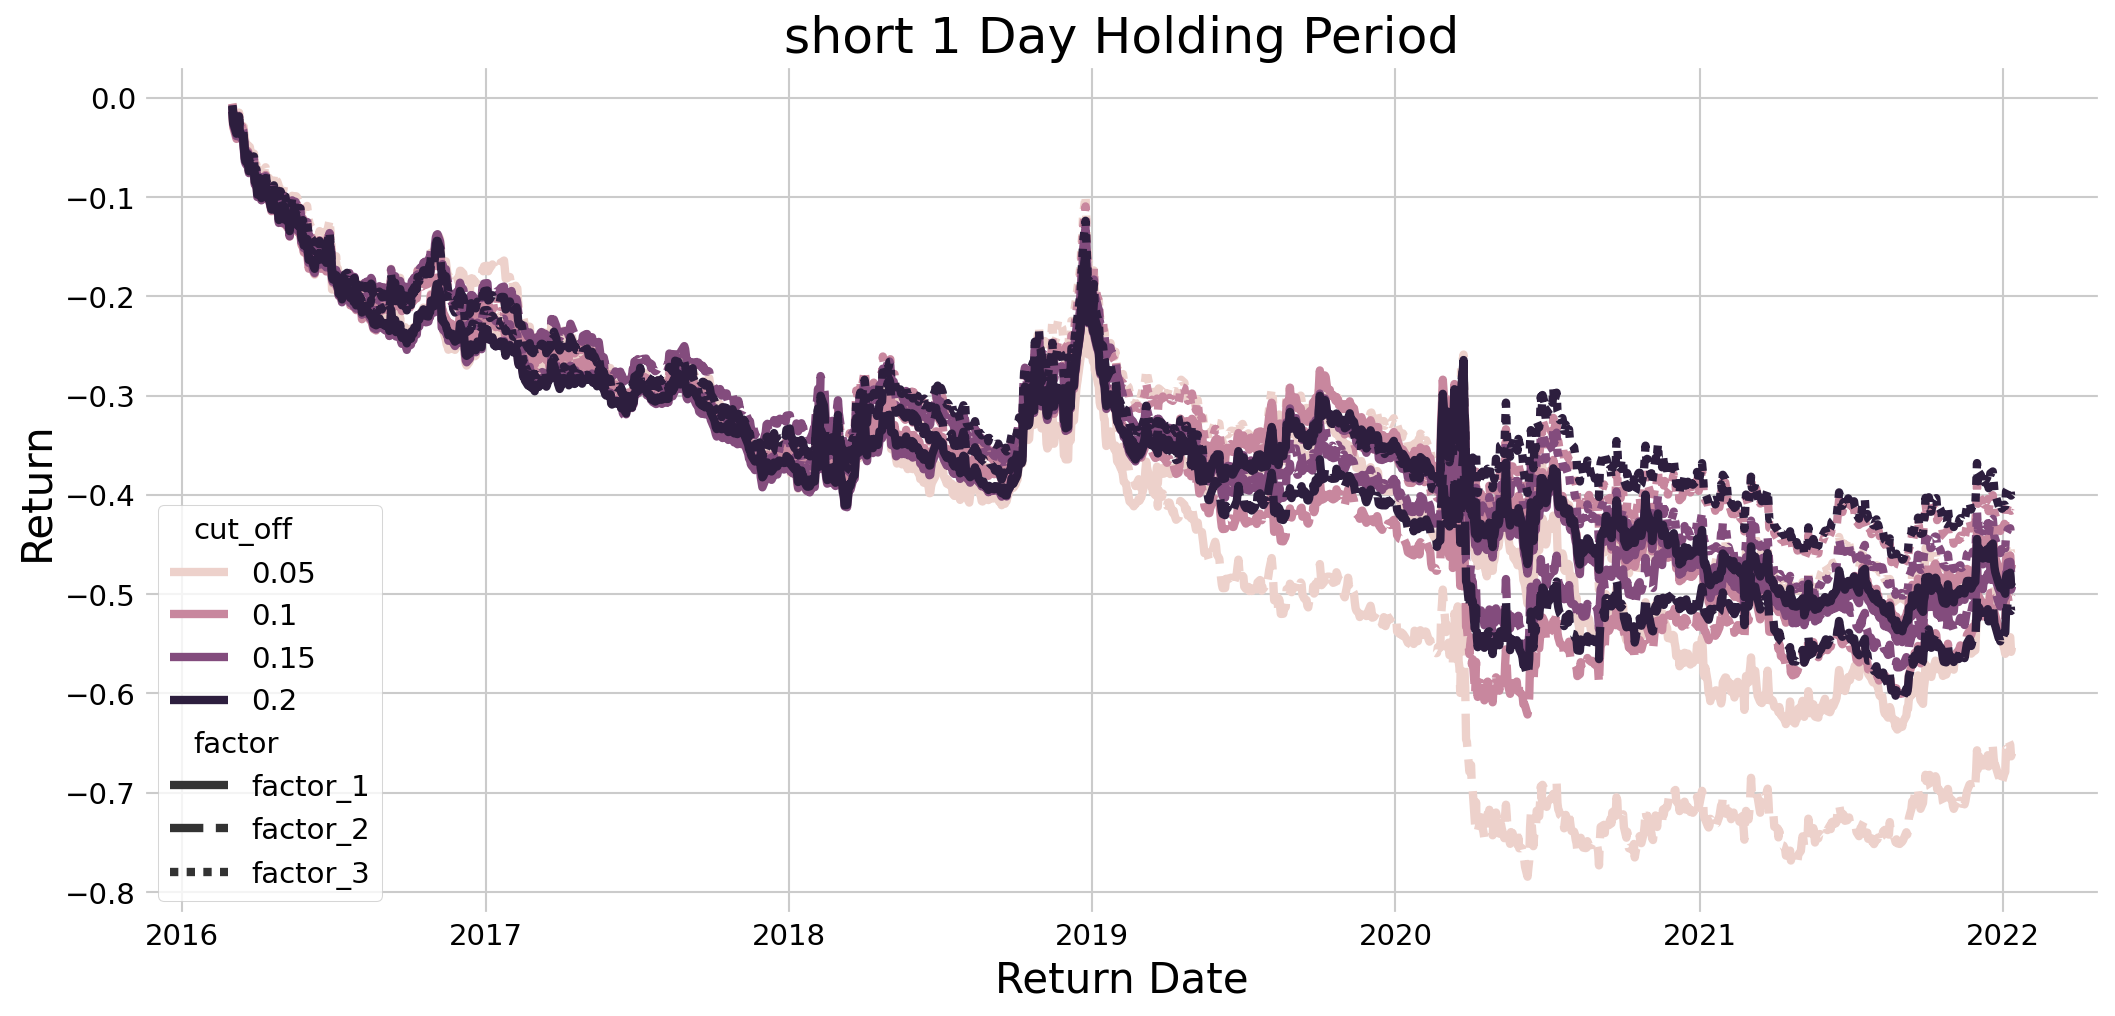 short 1 Day Holding Period
Return
0.0
−0.1
−0.2
−0.3
−0.4
−0.5
−0.6
−0.7
−0.8
cut_off
0.05
0.1
0.15
0.2
factor
factor_1
factor_2
factor_3
2016
2017
2018
2019
2020
2021
2022
Return Date